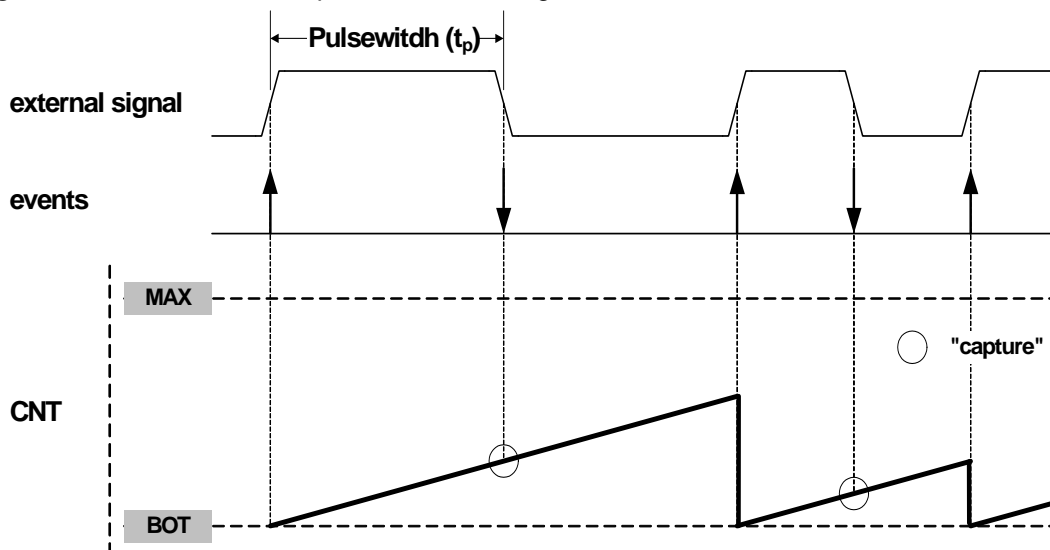 Pulsewitdh (tp)
external signal
events
MAX
"capture"
CNT
BOT